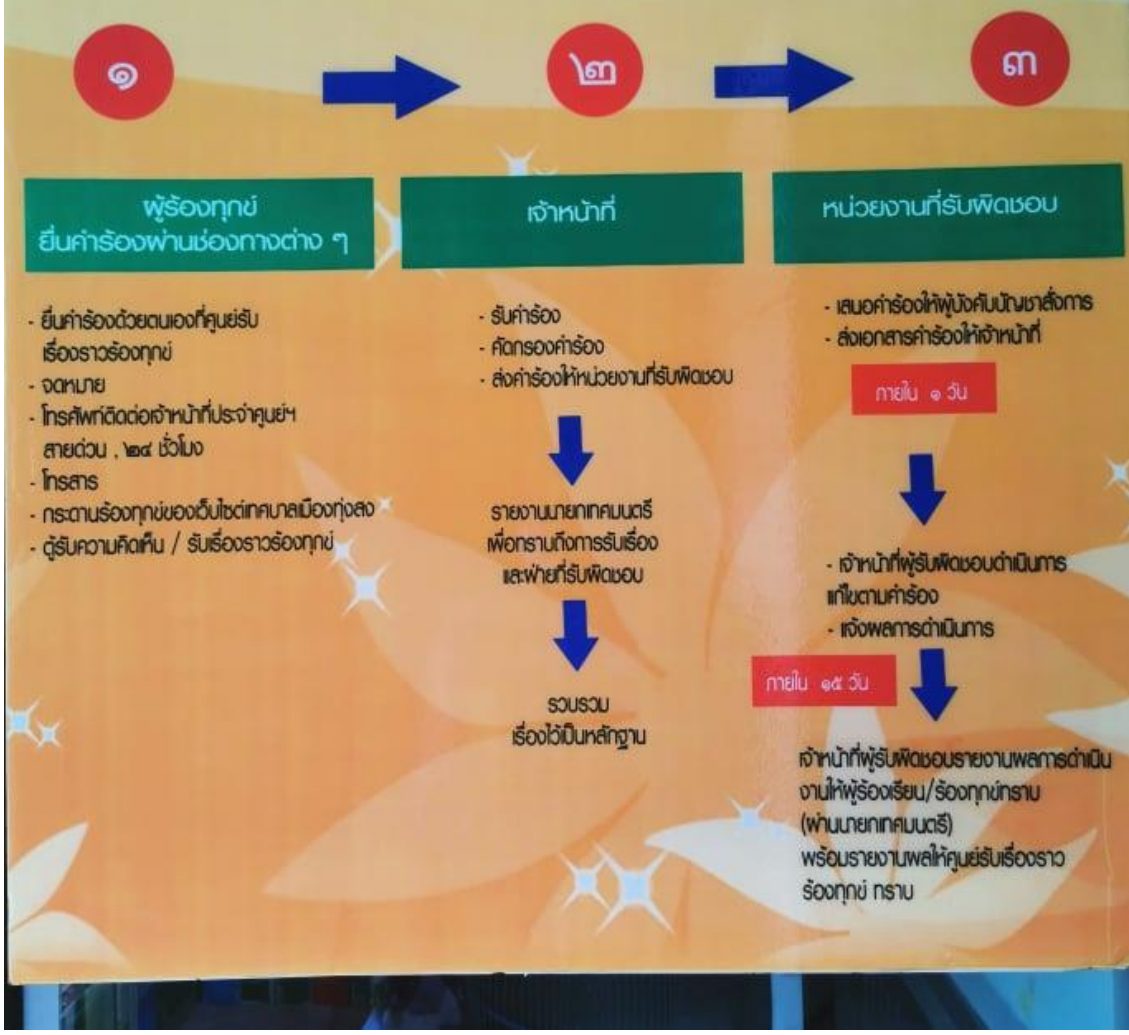 ๑
๒
๓
ผู้ร้องทุกข์
ยื่นคำร้องผ่านช่องทางต่าง ๆ
- ยื่นคำร้องด้วยตนเองที่ศูนย์รับ
เรื่องราวร้องทุกข์
- จดหมาย
- โทรศัพท์ติดต่อเจ้าหน้าที่ประจำศูนย์ฯ
สายด่วน , ๒๔ ชั่วโมง
- โทรสาร
- กระดานร้องทุกข์ของเว็บไซต์เทศบาลเมืองทุ่งสง
- ตู้รับความคิดเห็น / รับเรื่องราวร้องทุกข์
เจ้าหน้าที่
- รับคำร้อง
- คัดกรองคำร้อง
- ส่งคำร้องให้หน่วยงานที่รับผิดชอบ
รายงานนายกเทศมนตรี
เพื่อทราบถึงการรับเรื่อง
และฝ่ายที่รับผิดชอบ
รวบรวม
เรื่องไว้เป็นหลักฐาน
หน่วยงานที่รับผิดชอบ
- เสนอคำร้องให้ผู้บังคับบัญชาสั่งการ
- ส่งเอกสารคำร้องให้เจ้าหน้าที่
ภายใน ๑ วัน
- เจ้าหน้าที่ผู้รับผิดชอบดำเนินการ
แก้ไขตามคำร้อง
- แจ้งผลการดำเนินการ
ภายใน ๑๕ วัน
เจ้าหน้าที่ผู้รับผิดชอบรายงานผลการดำเนิน
งานให้ผู้ร้องเรียน/ร้องทุกข์ทราบ
(ผ่านนายกเทศมนตรี)
พร้อมรายงานผลให้ศูนย์รับเรื่องราว
ร้องทุกข์ ทราบ